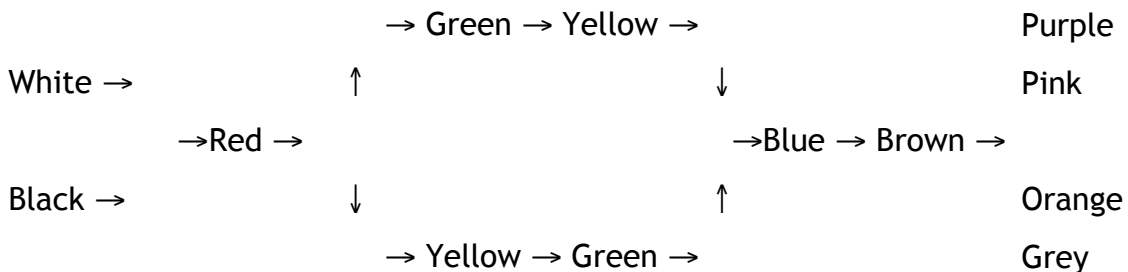 → Green → Yellow → Purple
White → ↑ ↓ Pink
→Red → →Blue → Brown →
Black → ↓ ↑ Orange
→ Yellow → Green → Grey